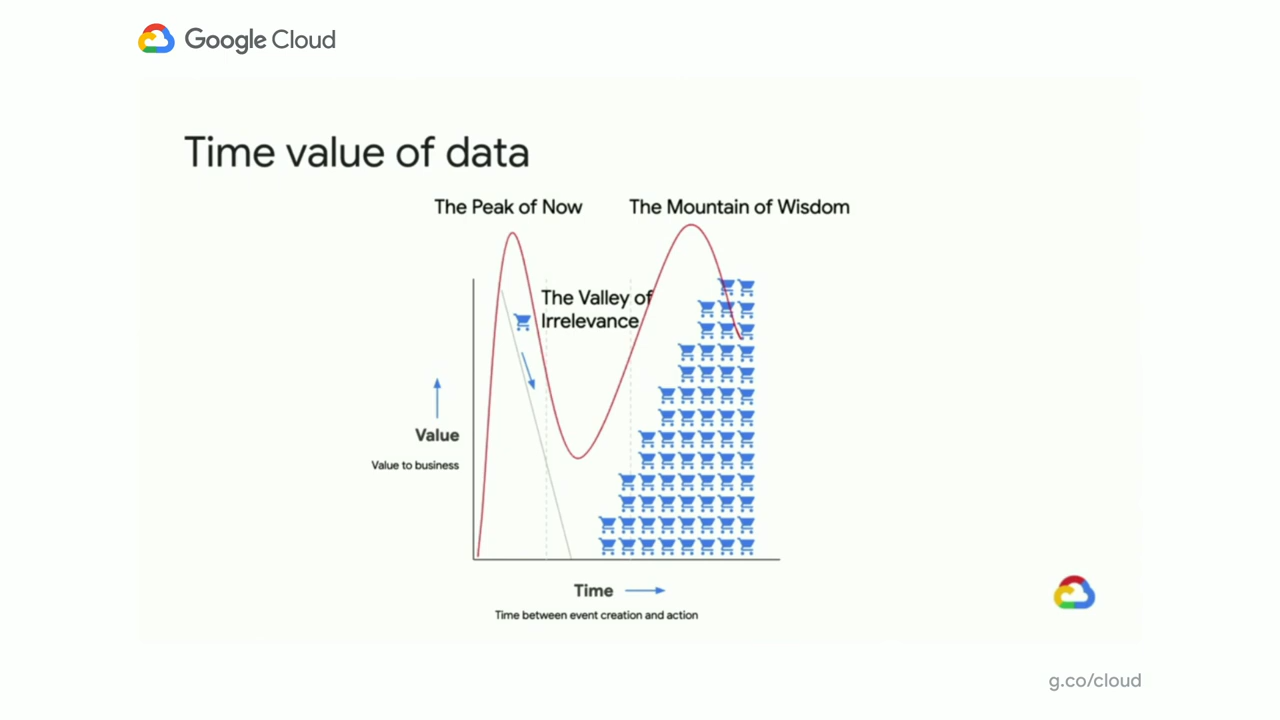 Google Cloud
Time value of data
The Peak of Now
The Mountain of Wisdom
The Valley of
Irrelevance
Value
Value to business
Time
Time between event creation and action
g.co/cloud